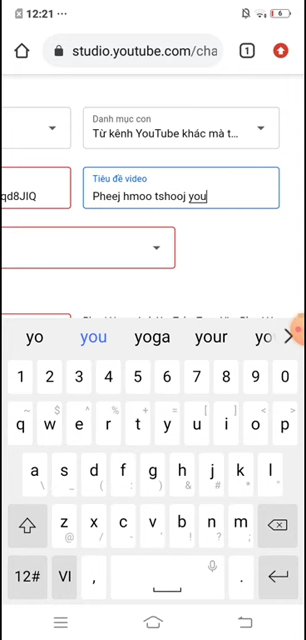 12:21
6
studio.youtube.com/cha
1
Danh mục con
Từ kênh YouTube khác mà t...
qd8JIQ
Tiêu đề video
Pheej hmoo tshooj you
yo you yoga your yo
1 2 3 4 5 6 7 8 9 0
~ $ ^ % + = [ ] < >
q w e r t y u i o p
a s d f g h j k l
\ _ ( : ) & # * "
z x c v b n m
@ / - ' ! ? ;
12# VI , .